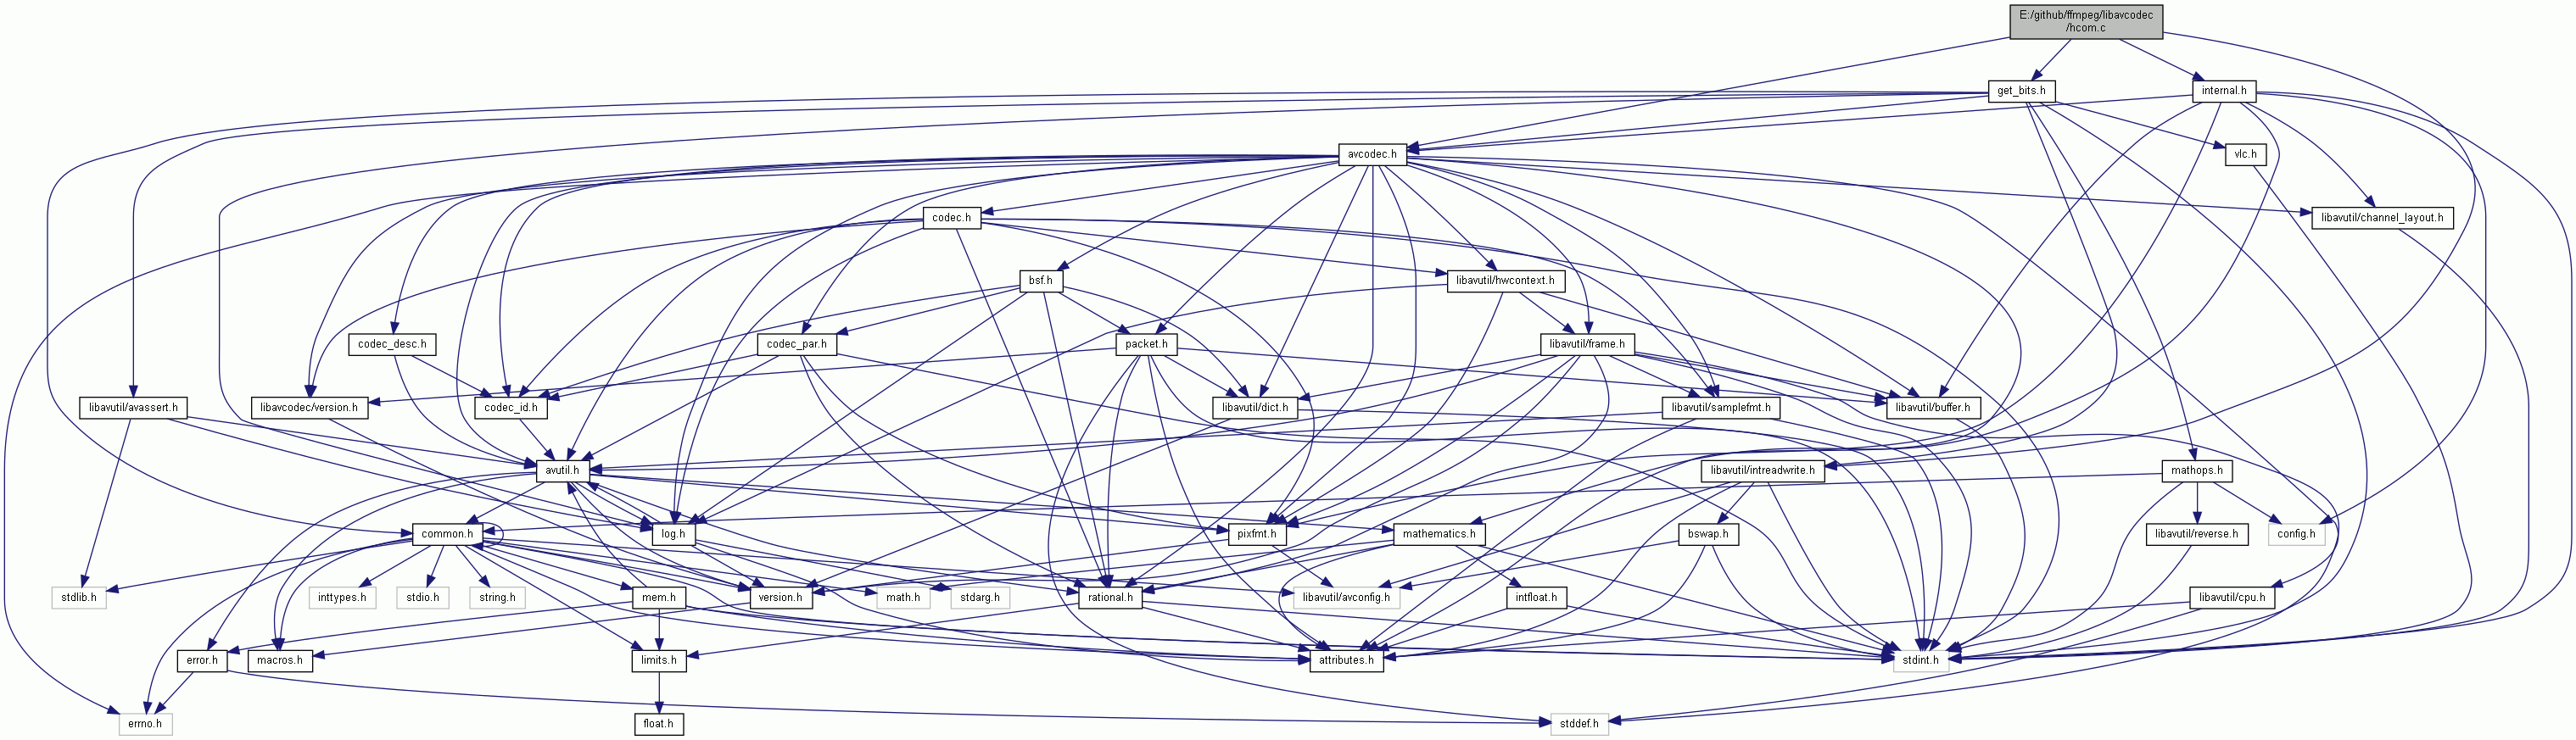 E:/github/ffmpeg/libavcodec
/hcom.c
get_bits.h
internal.h
avcodec.h
vlc.h
codec.h
libavutil/channel_layout.h
bsf.h
libavutil/hwcontext.h
codec_desc.h
codec_par.h
packet.h
libavutil/frame.h
libavutil/avassert.h
libavcodec/version.h
codec_id.h
libavutil/dict.h
libavutil/samplefmt.h
libavutil/buffer.h
avutil.h
libavutil/intreadwrite.h
mathops.h
common.h
log.h
pixfmt.h
mathematics.h
bswap.h
libavutil/reverse.h
config.h
stdlib.h
inttypes.h
stdio.h
string.h
mem.h
version.h
math.h
stdarg.h
rational.h
libavutil/avconfig.h
intfloat.h
libavutil/cpu.h
error.h
macros.h
limits.h
attributes.h
stdint.h
errno.h
float.h
stddef.h